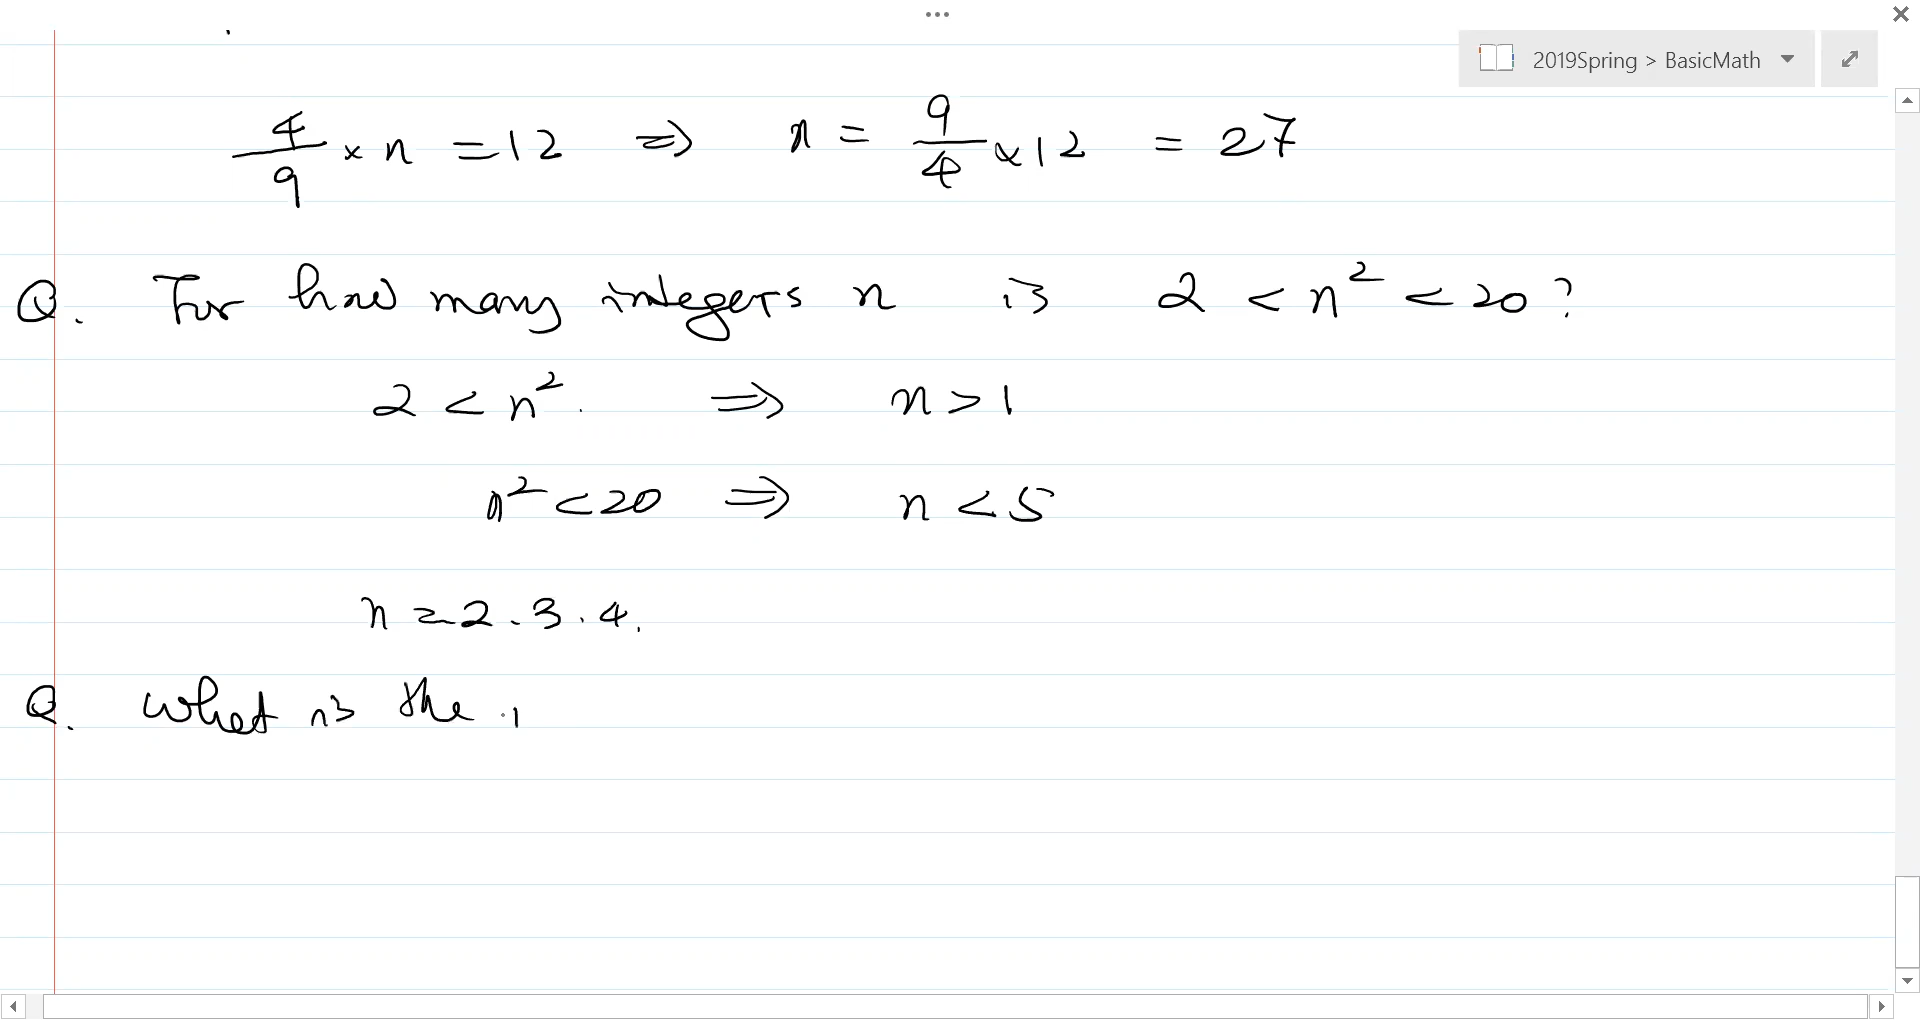 2019Spring > BasicMath
4/9 × n = 12 ⇒ n = 9/4 × 12 = 27
Q. For how many integers n is 2 < n² < 20?
2 < n². ⇒ n > 1
n² < 20 ⇒ n < 5
n = 2.3.4.
Q. What is the